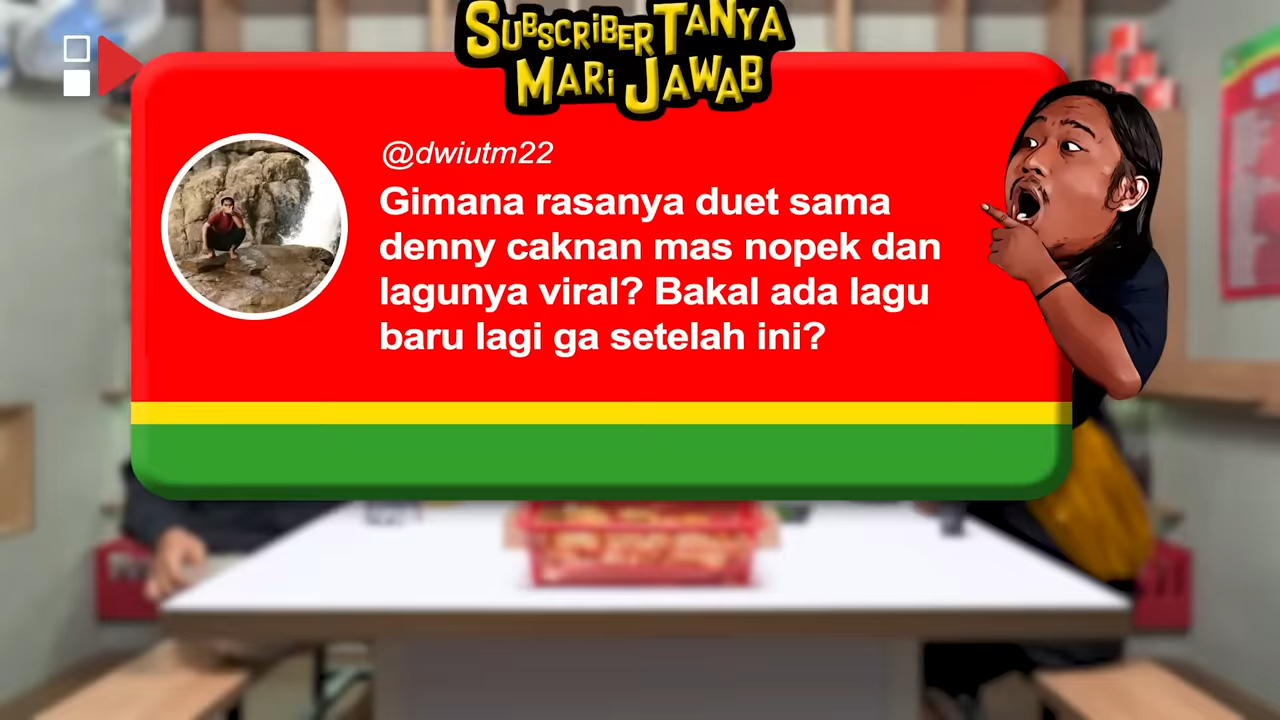 SUBSCRIBER TANYA
MARI JAWAB
@dwiutm22
Gimana rasanya duet sama
denny caknan mas nopek dan
lagunya viral? Bakal ada lagu
baru lagi ga setelah ini?